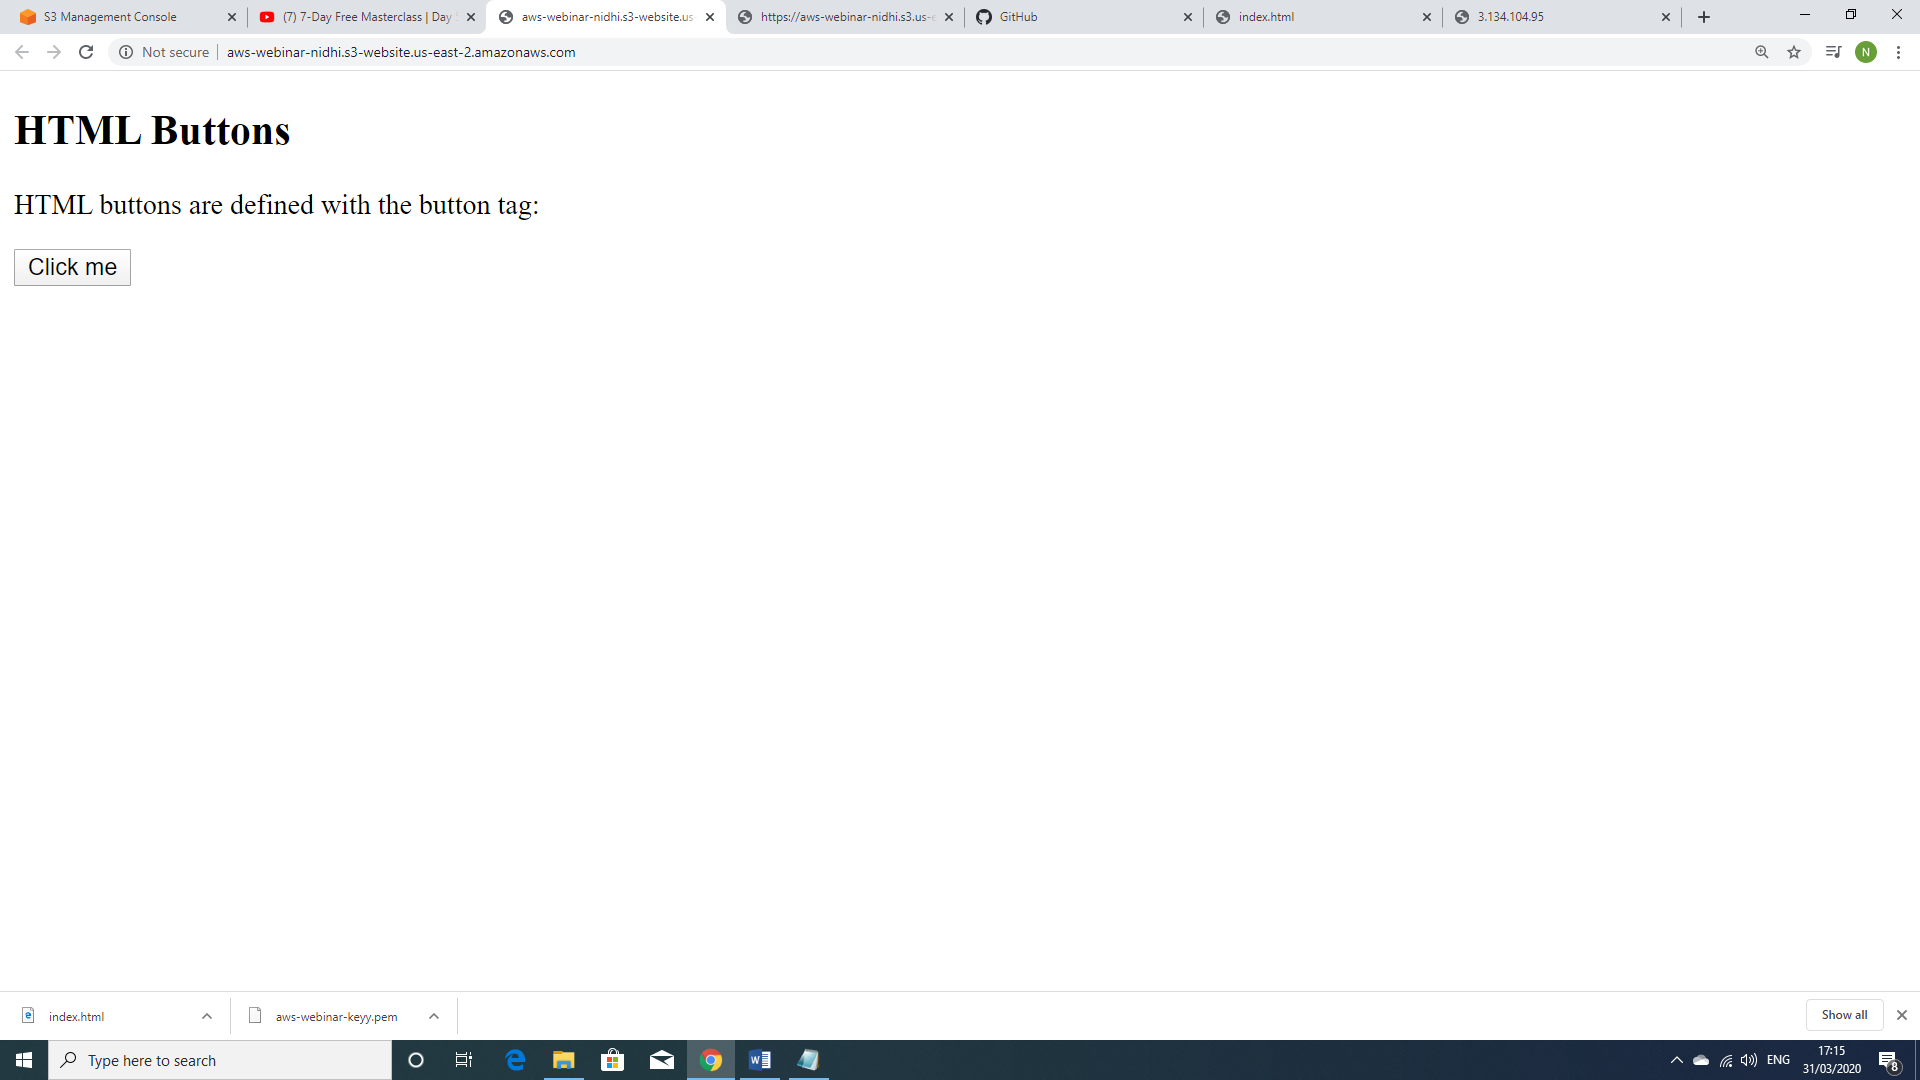 S3 Management Console
(7) 7-Day Free Masterclass | Day
aws-webinar-nidhi.s3-website.us-
https://aws-webinar-nidhi.s3.us-e
GitHub
index.html
3.134.104.95
Not secure
aws-webinar-nidhi.s3-website.us-east-2.amazonaws.com
N
HTML Buttons
HTML buttons are defined with the button tag:
Click me
index.html
aws-webinar-keyy.pem
Show all
Type here to search
ENG
17:15
31/03/2020
8